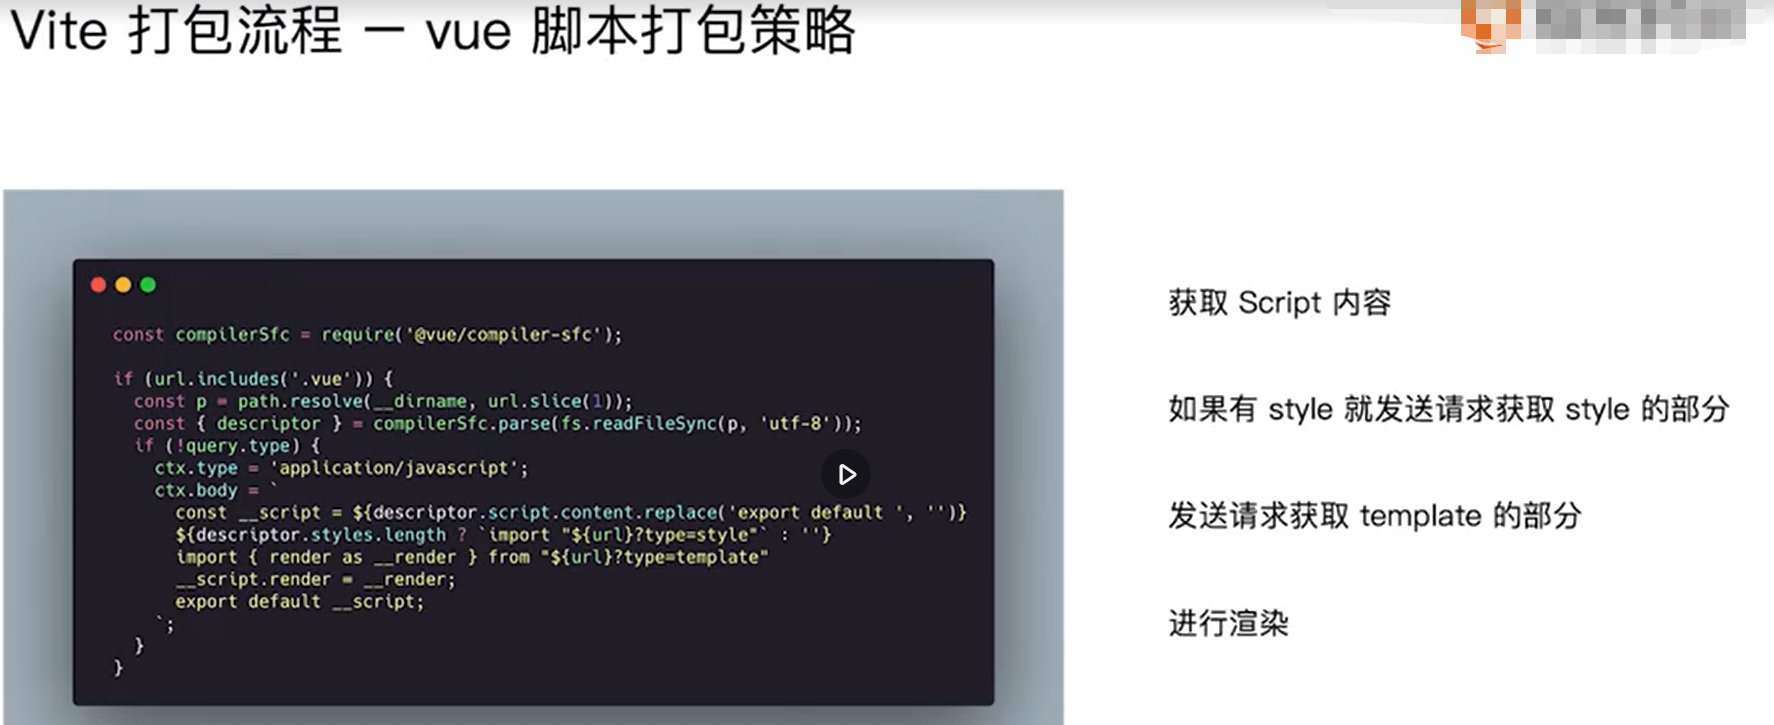 Vite 打包流程 — vue 脚本打包策略
const compilerSfc = require('@vue/compiler-sfc');
if (url.includes('.vue')) {
const p = path.resolve(__dirname, url.slice(1));
const { descriptor } = compilerSfc.parse(fs.readFileSync(p, 'utf-8'));
if (!query.type) {
ctx.type = 'application/javascript';
ctx.body = `
const __script = ${descriptor.script.content.replace('export default ', '')}
${descriptor.styles.length ? `import "${url}?type=style"` : ''}
import { render as __render } from "${url}?type=template"
__script.render = __render;
export default __script;
`;
}
}
获取 Script 内容
如果有 style 就发送请求获取 style 的部分
发送请求获取 template 的部分
进行渲染